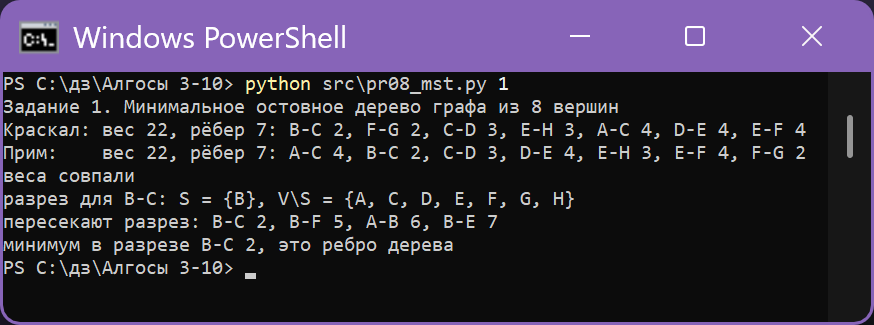 Windows PowerShell
PS C:\дз\Алгосы 3-10> python src\pr08_mst.py 1
Задание 1. Минимальное остовное дерево графа из 8 вершин
Краскал: вес 22, рёбер 7: B-C 2, F-G 2, C-D 3, E-H 3, A-C 4, D-E 4, E-F 4
Прим:    вес 22, рёбер 7: A-C 4, B-C 2, C-D 3, D-E 4, E-H 3, E-F 4, F-G 2
веса совпали
разрез для B-C: S = {B}, V\S = {A, C, D, E, F, G, H}
пересекают разрез: B-C 2, B-F 5, A-B 6, B-E 7
минимум в разрезе B-C 2, это ребро дерева
PS C:\дз\Алгосы 3-10>